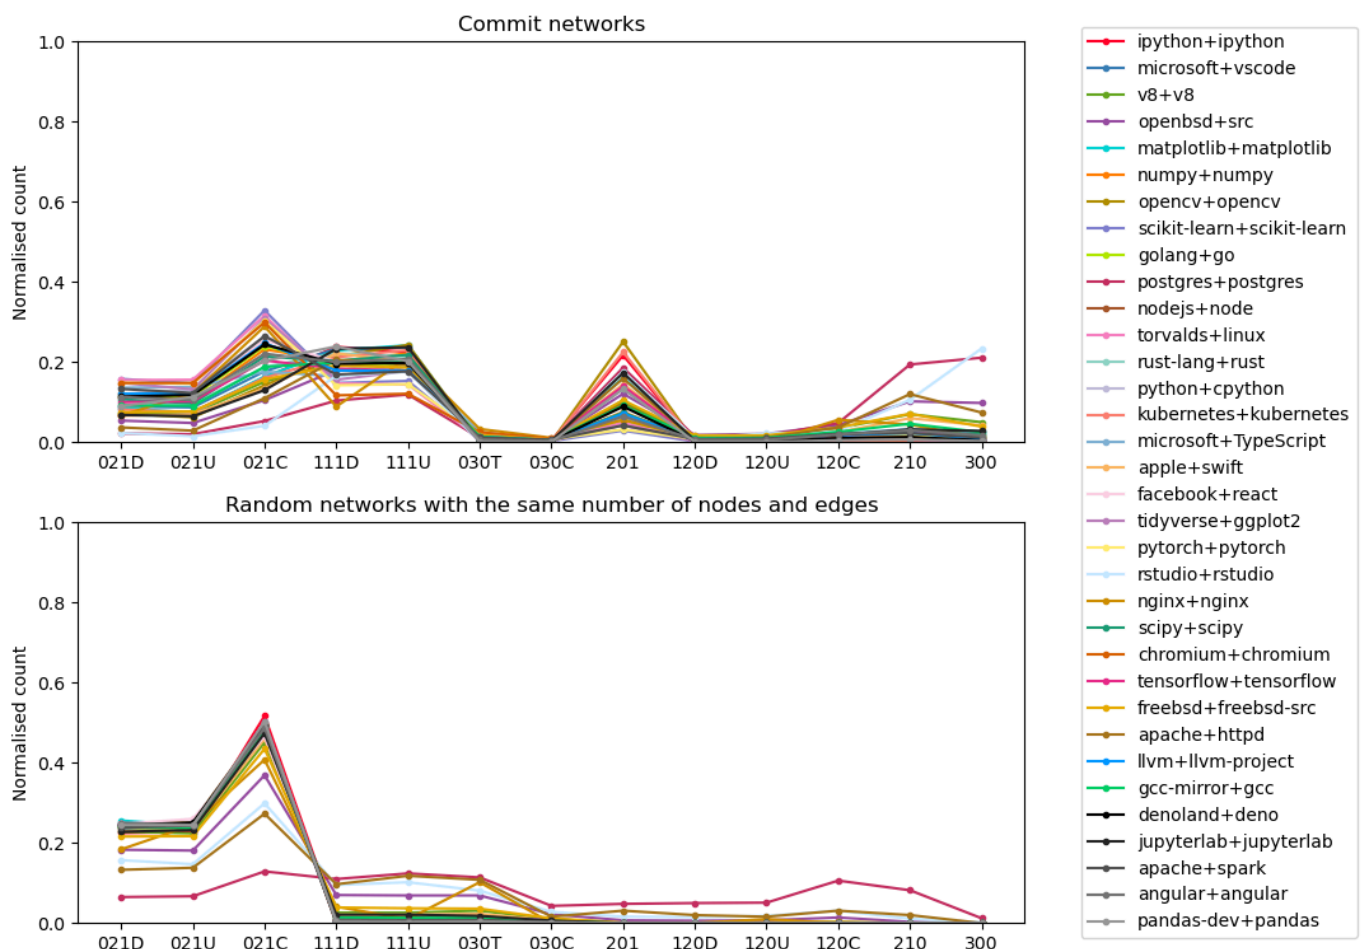 Commit networks
1.0
0.8
0.6
0.4
0.2
0.0
Normalised count
021D 021U 021C 111D 111U 030T 030C 201 120D 120U 120C 210 300
Random networks with the same number of nodes and edges
1.0
0.8
0.6
0.4
0.2
0.0
Normalised count
021D 021U 021C 111D 111U 030T 030C 201 120D 120U 120C 210 300
ipython+ipython
microsoft+vscode
v8+v8
openbsd+src
matplotlib+matplotlib
numpy+numpy
opencv+opencv
scikit-learn+scikit-learn
golang+go
postgres+postgres
nodejs+node
torvalds+linux
rust-lang+rust
python+cpython
kubernetes+kubernetes
microsoft+TypeScript
apple+swift
facebook+react
tidyverse+ggplot2
pytorch+pytorch
rstudio+rstudio
nginx+nginx
scipy+scipy
chromium+chromium
tensorflow+tensorflow
freebsd+freebsd-src
apache+httpd
llvm+llvm-project
gcc-mirror+gcc
denoland+deno
jupyterlab+jupyterlab
apache+spark
angular+angular
pandas-dev+pandas